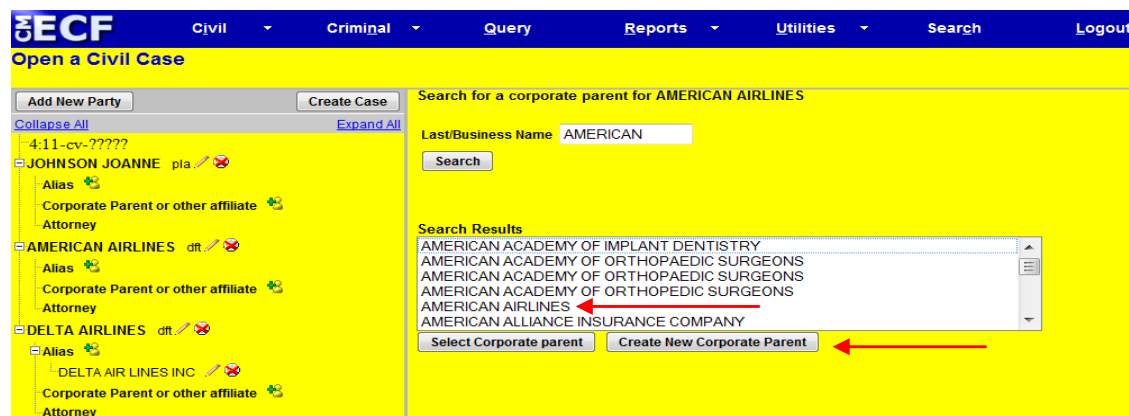 CM ECF Civil Criminal Query Reports Utilities Search Logout
Open a Civil Case
Add New Party Create Case
Collapse All Expand All
4:11-cv-?????
JOHNSON JOANNE pla
Alias
Corporate Parent or other affiliate
Attorney
AMERICAN AIRLINES dft
Alias
Corporate Parent or other affiliate
Attorney
DELTA AIRLINES dft
Alias
DELTA AIR LINES INC
Corporate Parent or other affiliate
Attorney
Search for a corporate parent for AMERICAN AIRLINES
Last/Business Name AMERICAN
Search
Search Results
AMERICAN ACADEMY OF IMPLANT DENTISTRY
AMERICAN ACADEMY OF ORTHOPAEDIC SURGEONS
AMERICAN ACADEMY OF ORTHOPAEDIC SURGEONS
AMERICAN ACADEMY OF ORTHOPEDIC SURGEONS
AMERICAN AIRLINES
AMERICAN ALLIANCE INSURANCE COMPANY
Select Corporate parent Create New Corporate Parent